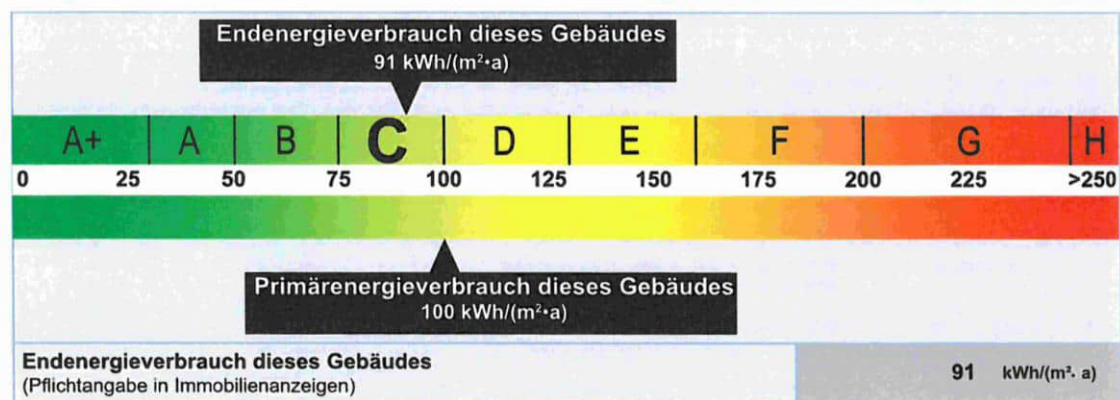 Endenergieverbrauch dieses Gebäudes
91 kWh/(m²·a)
A+ A B C D E F G H
0 25 50 75 100 125 150 175 200 225 >250
Primärenergieverbrauch dieses Gebäudes
100 kWh/(m²·a)
Endenergieverbrauch dieses Gebäudes
(Pflichtangabe in Immobilienanzeigen)
91 kWh/(m²· a)